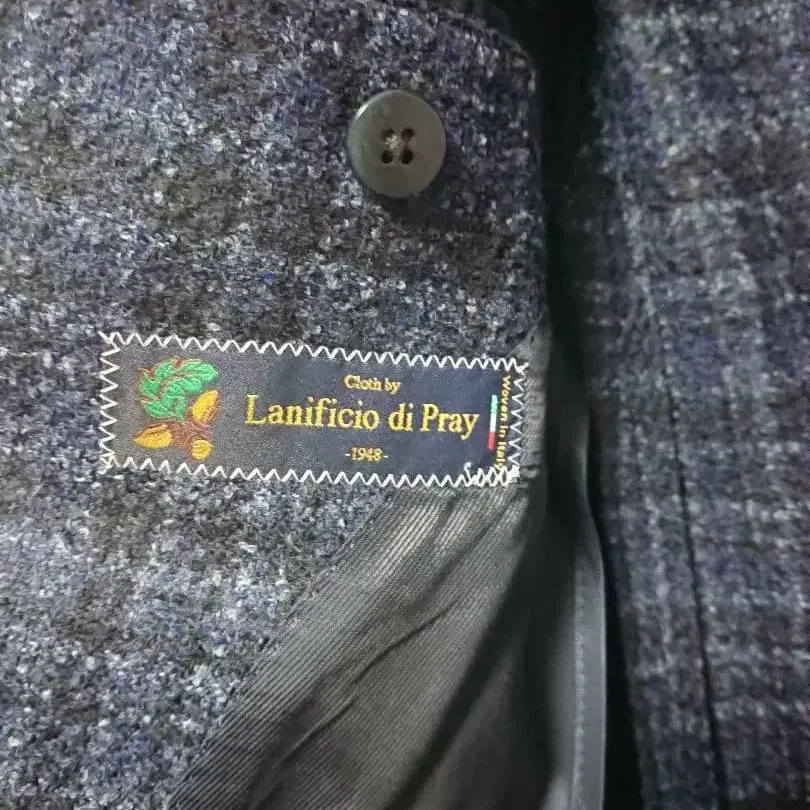 Cloth by
Lanificio di Pray
-1948-
Woven in Italy